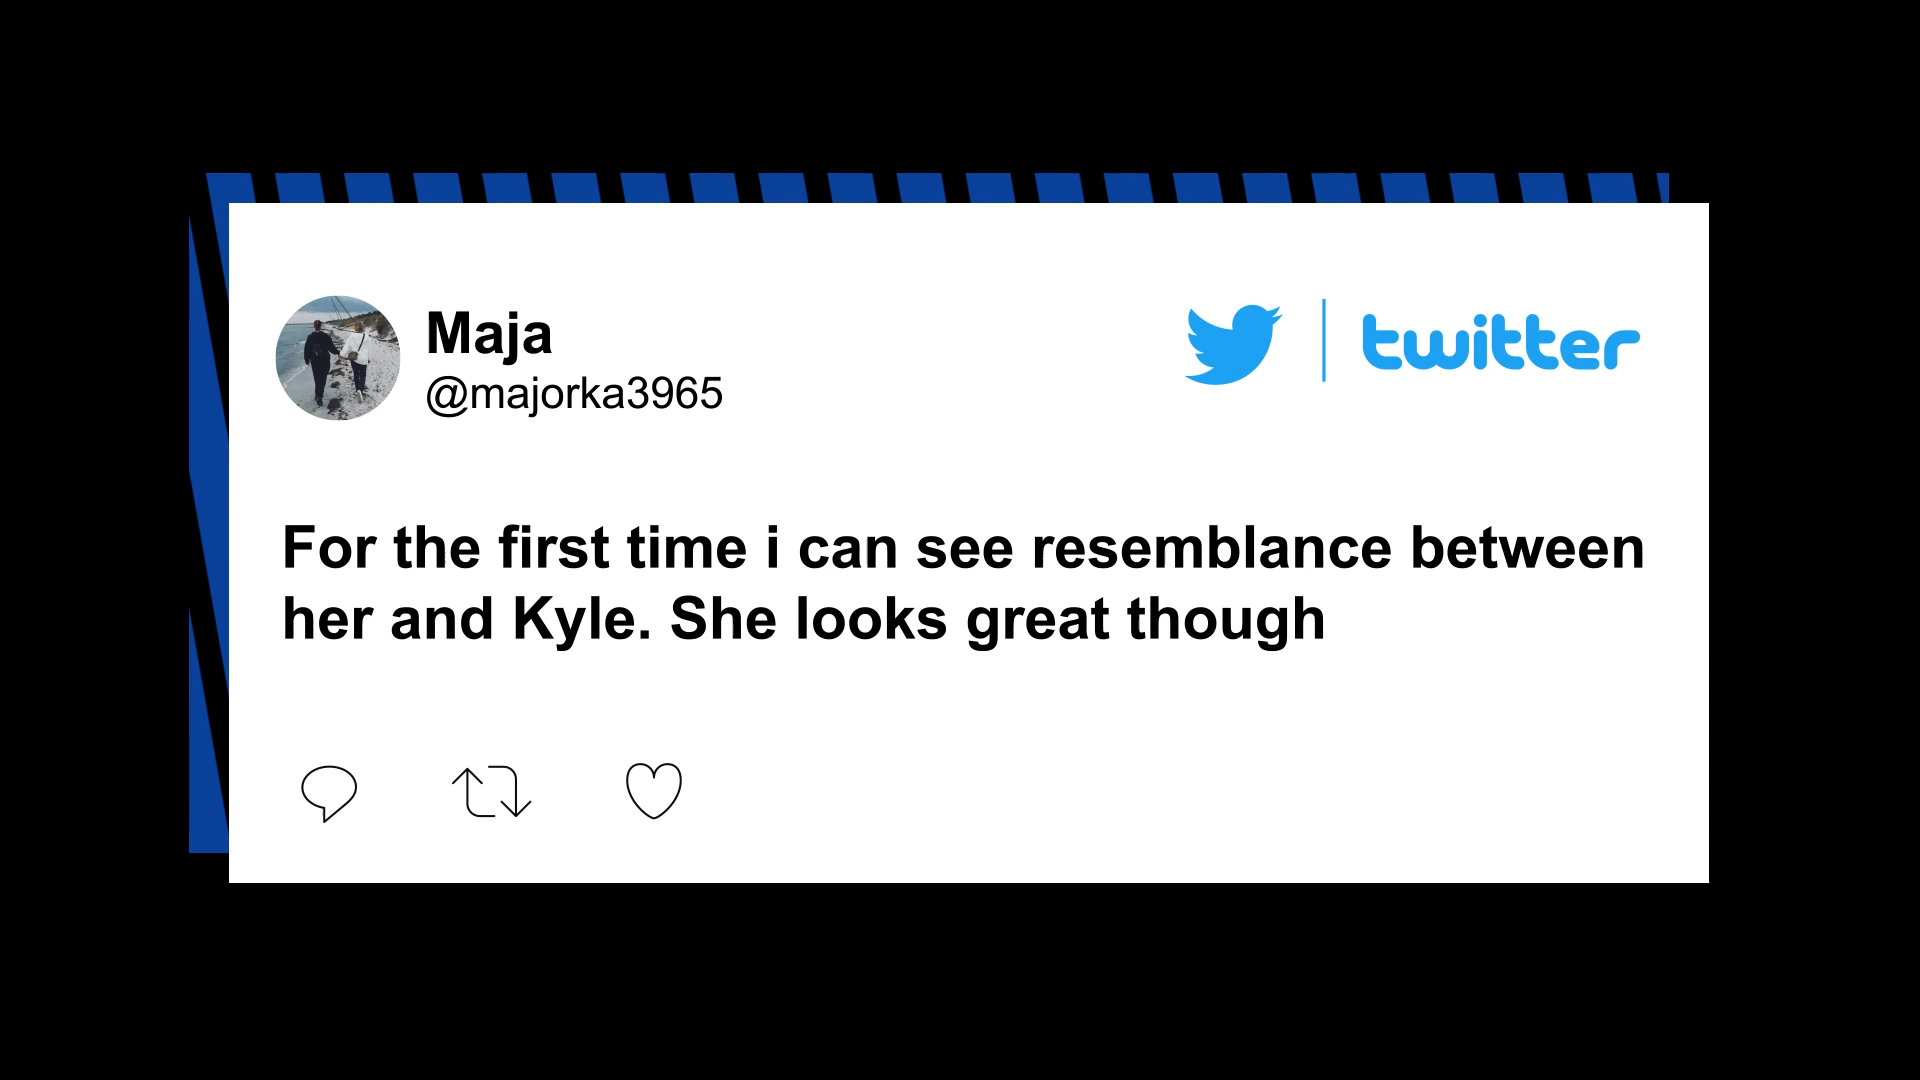 Maja
@majorka3965
twitter
For the first time i can see resemblance between
her and Kyle. She looks great though